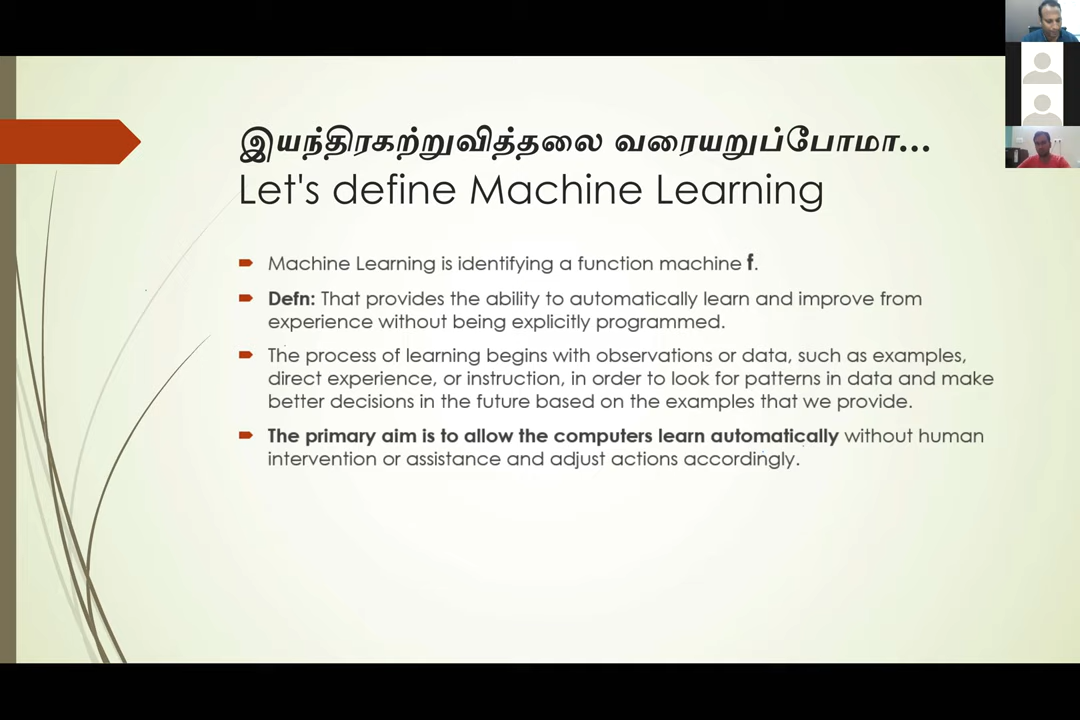 இயந்திரகற்றுவித்தலை வரையறுப்போமா...
Let's define Machine Learning
Machine Learning is identifying a function machine f.
Defn: That provides the ability to automatically learn and improve from
experience without being explicitly programmed.
The process of learning begins with observations or data, such as examples,
direct experience, or instruction, in order to look for patterns in data and make
better decisions in the future based on the examples that we provide.
The primary aim is to allow the computers learn automatically without human
intervention or assistance and adjust actions accordingly.